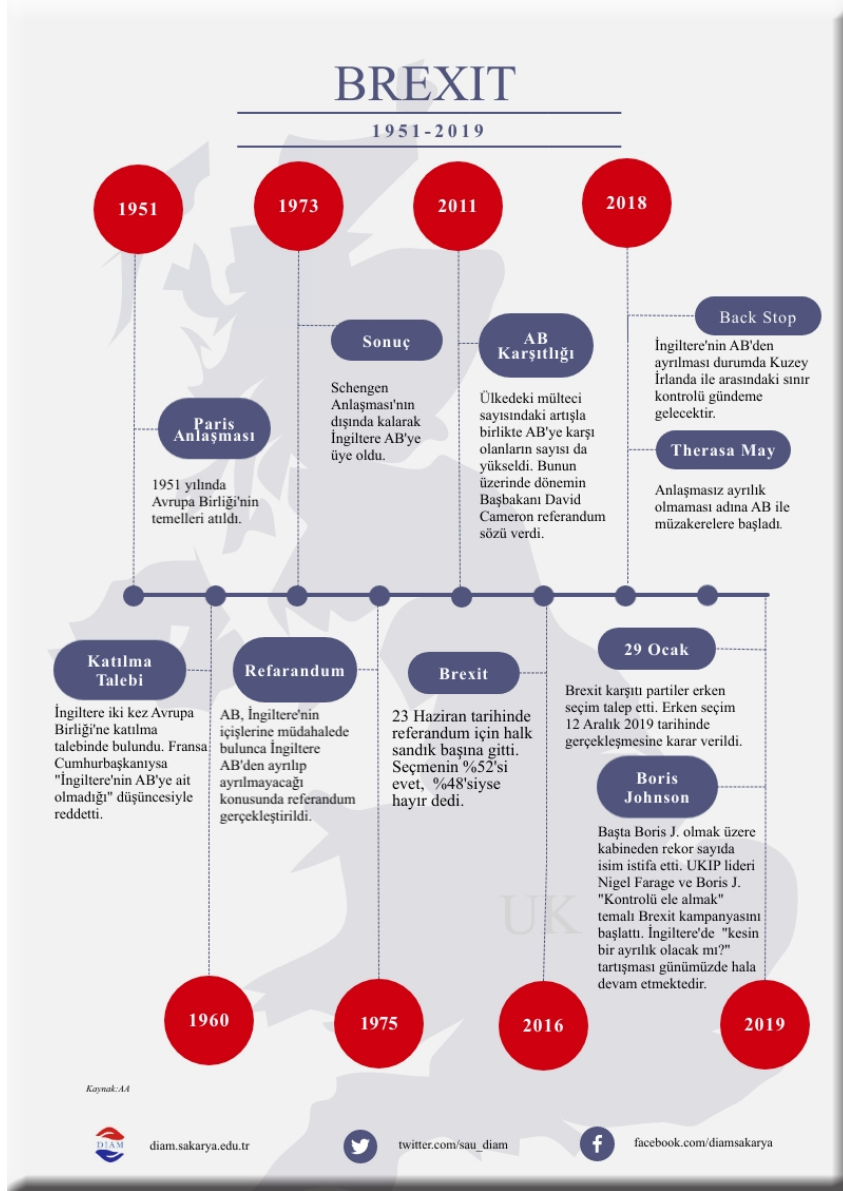 BREXIT
1951-2019
1951
1973
2011
2018
Paris
Anlaşması
1951 yılında
Avrupa Birliği'nin
temelleri atıldı.
Sonuç
Schengen
Anlaşması'nın
dışında kalarak
İngiltere AB'ye
üye oldu.
AB
Karşıtlığı
Ülkedeki mülteci
sayısındaki artışla
birlikte AB'ye karşı
olanların sayısı da
yükseldi. Bunun
üzerinde dönemin
Başbakanı David
Cameron referandum
sözü verdi.
Back Stop
İngiltere'nin AB'den
ayrılması durumda Kuzey
İrlanda ile arasındaki sınır
kontrolü gündeme
gelecektir.
Therasa May
Anlaşmasız ayrılık
olmaması adına AB ile
müzakerelere başladı.
Katılma
Talebi
İngiltere iki kez Avrupa
Birliği'ne katılma
talebinde bulundu. Fransa
Cumhurbaşkanıysa
"İngiltere'nin AB'ye ait
olmadığı" düşüncesiyle
reddetti.
Refarandum
AB, İngiltere'nin
içişlerine müdahalede
bulunca İngiltere
AB'den ayrılıp
ayrılmayacağı
konusunda referandum
gerçekleştirildi.
Brexit
23 Haziran tarihinde
referandum için halk
sandık başına gitti.
Seçmenin %52'si
evet, %48'siyse
hayır dedi.
29 Ocak
Brexit karşıtı partiler erken
seçim talep etti. Erken seçim
12 Aralık 2019 tarihinde
gerçekleşmesine karar verildi.
Boris
Johnson
Başta Boris J. olmak üzere
kabineden rekor sayıda
isim istifa etti. UKIP lideri
Nigel Farage ve Boris J.
"Kontrolü ele almak"
temalı Brexit kampanyasını
başlattı. İngiltere'de "kesin
bir ayrılık olacak mı?"
tartışması günümüzde hala
devam etmektedir.
UK
1960
1975
2016
2019
Kaynak:AA
DIAM
diam.sakarya.edu.tr
twitter.com/sau_diam
facebook.com/diamsakarya